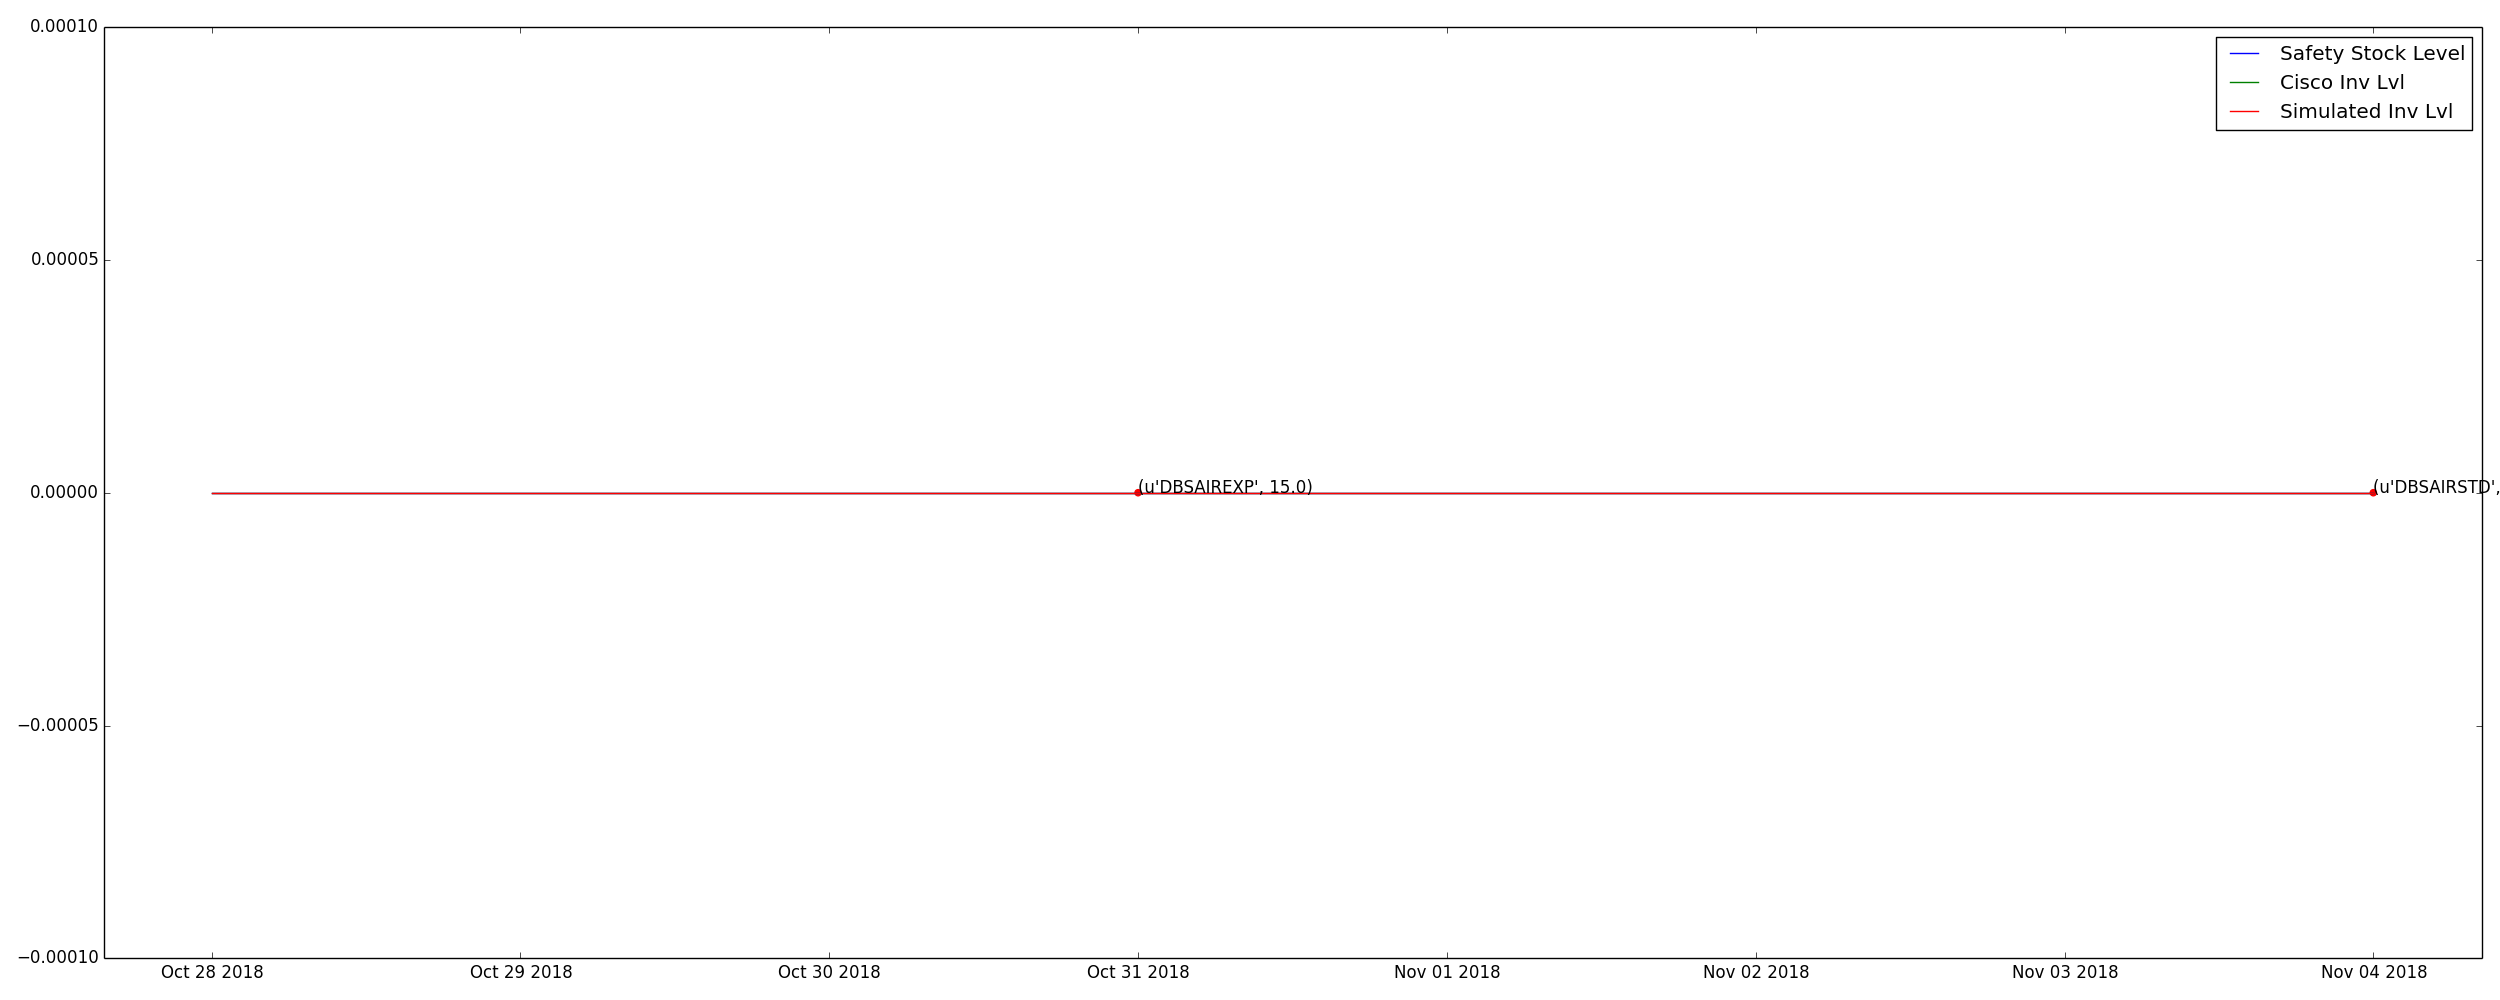 0.00010
Safety Stock Level
Cisco Inv Lvl
Simulated Inv Lvl
0.00005
0.00000
(u'DBSAIREXP', 15.0)
(u'DBSAIRSTD',
−0.00005
−0.00010
Oct 28 2018 Oct 29 2018 Oct 30 2018 Oct 31 2018 Nov 01 2018 Nov 02 2018 Nov 03 2018 Nov 04 2018